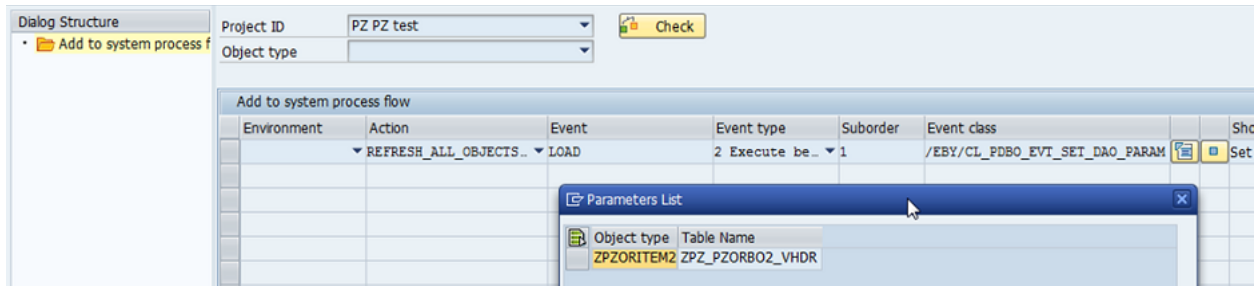 Dialog Structure
Add to system process f
Project ID PZ PZ test Check
Object type
Add to system process flow
Environment Action Event Event type Suborder Event class Sho
REFRESH_ALL_OBJECTS… LOAD 2 Execute be… 1 /EBY/CL_PDBO_EVT_SET_DAO_PARAM Set
Parameters List
Object type Table Name
ZPZORITEM2 ZPZ_PZORBO2_VHDR